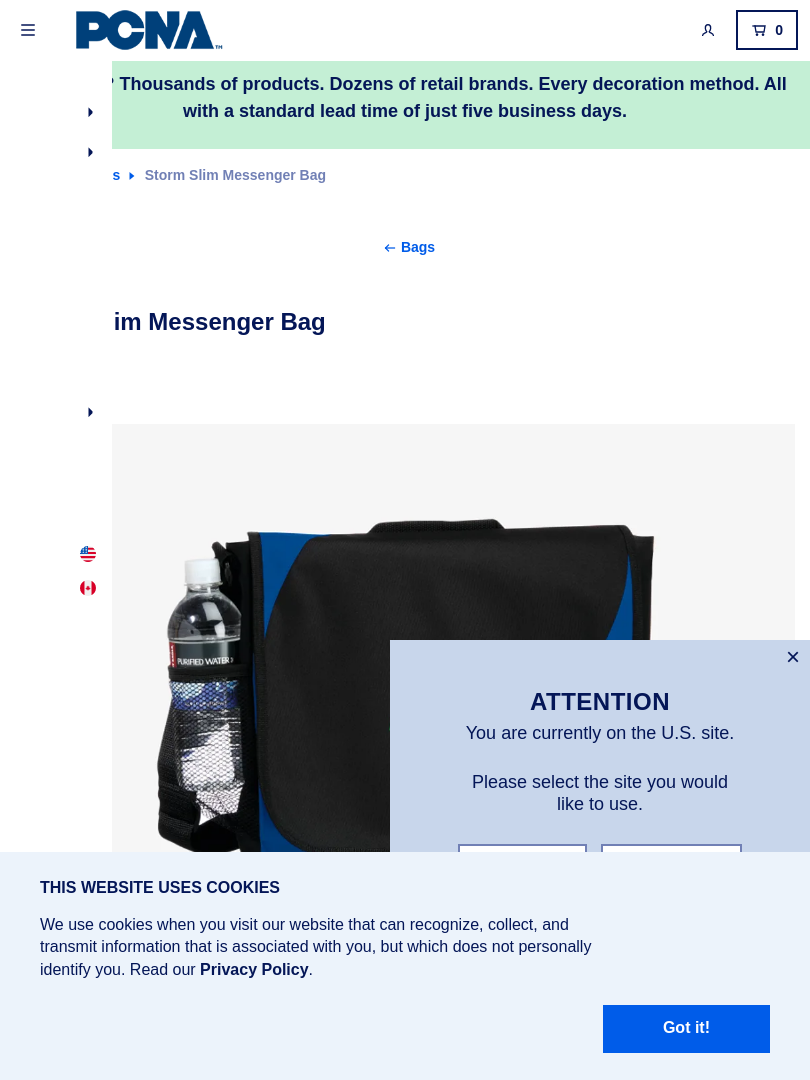 PCNA™
0
Thousands of products. Dozens of retail brands. Every decoration method. All
with a standard lead time of just five business days.
Storm Slim Messenger Bag
Bags
Messenger Bag
PURIFIED WATER
ATTENTION
You are currently on the U.S. site.
Please select the site you would
like to use.
THIS WEBSITE USES COOKIES
We use cookies when you visit our website that can recognize, collect, and
transmit information that is associated with you, but which does not personally
identify you. Read our Privacy Policy.
Got it!